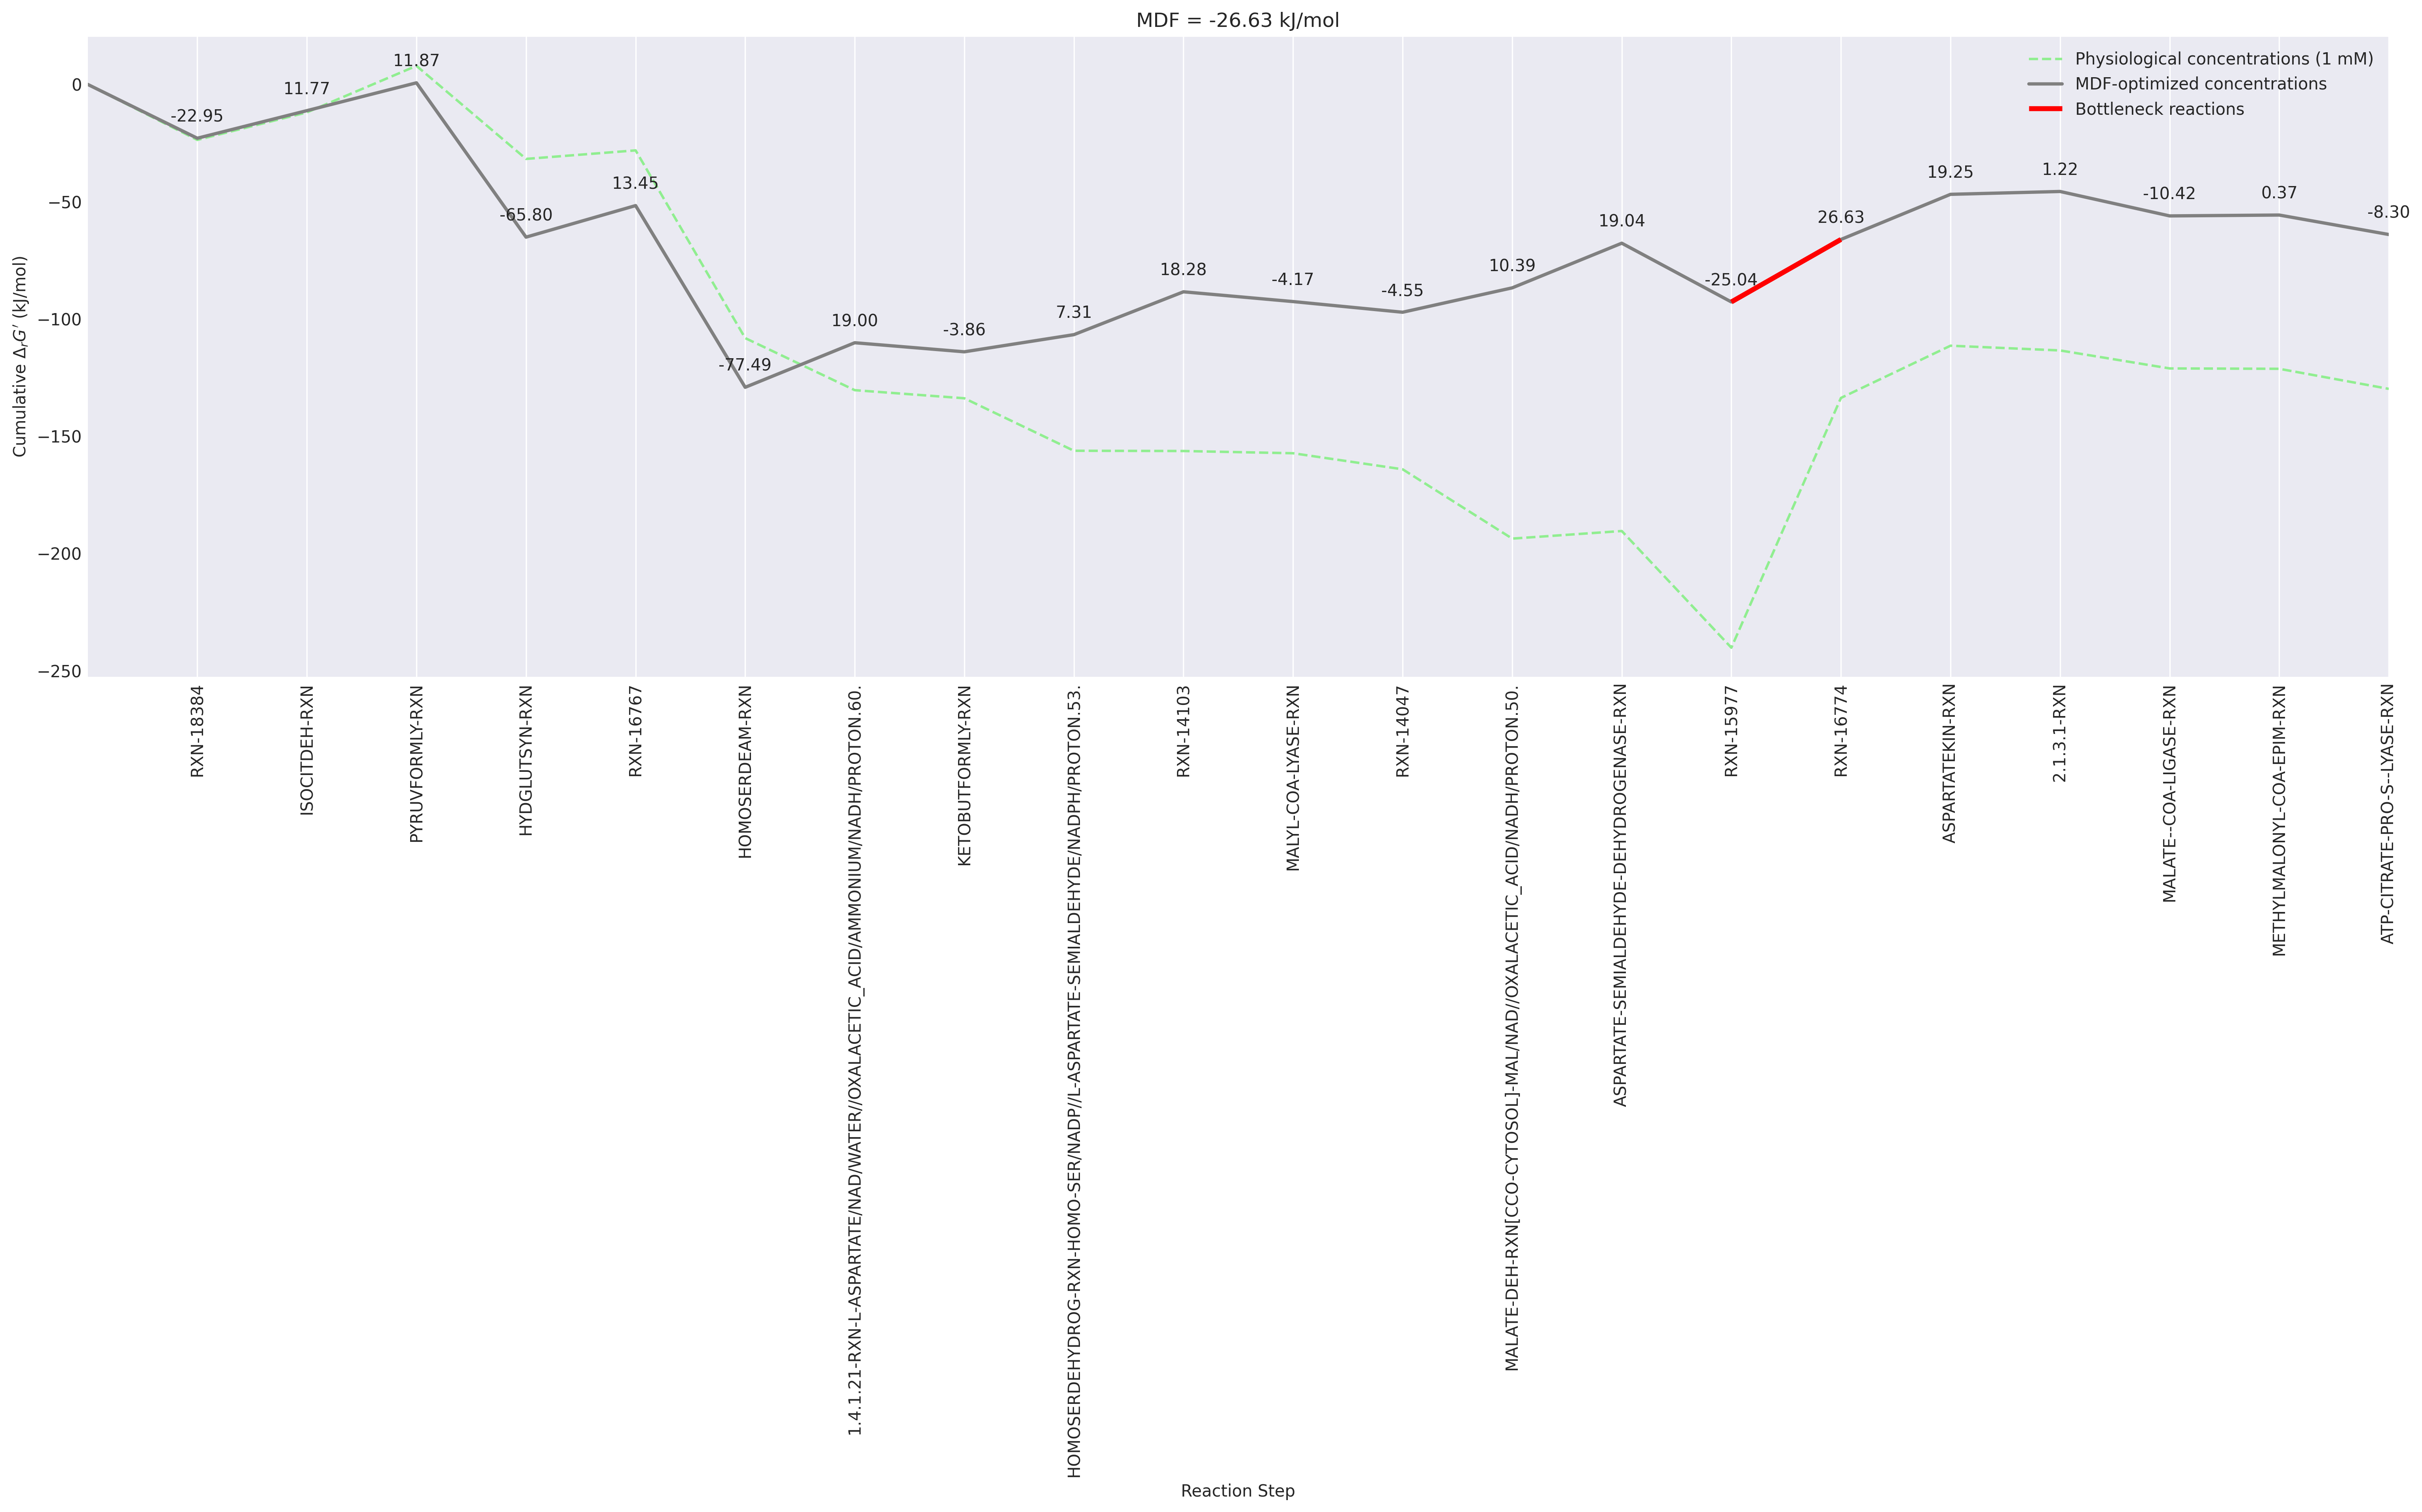 MDF = -26.63 kJ/mol
Physiological concentrations (1 mM)
MDF-optimized concentrations
Bottleneck reactions
Cumulative ΔrG′ (kJ/mol)
0
−50
−100
−150
−200
−250
-22.95
11.77
11.87
-65.80
13.45
-77.49
19.00
-3.86
7.31
18.28
-4.17
-4.55
10.39
19.04
-25.04
26.63
19.25
1.22
-10.42
0.37
-8.30
RXN-18384
ISOCITDEH-RXN
PYRUVFORMLY-RXN
HYDGLUTSYN-RXN
RXN-16767
HOMOSERDEAM-RXN
1.4.1.21-RXN-L-ASPARTATE/NAD/WATER//OXALACETIC_ACID/AMMONIUM/NADH/PROTON.60.
KETOBUTFORMLY-RXN
HOMOSERDEHYDROG-RXN-HOMO-SER/NADP//L-ASPARTATE-SEMIALDEHYDE/NADPH/PROTON.53.
RXN-14103
MALYL-COA-LYASE-RXN
RXN-14047
MALATE-DEH-RXN[CCO-CYTOSOL]-MAL/NAD//OXALACETIC_ACID/NADH/PROTON.50.
ASPARTATE-SEMIALDEHYDE-DEHYDROGENASE-RXN
RXN-15977
RXN-16774
ASPARTATEKIN-RXN
2.1.3.1-RXN
MALATE--COA-LIGASE-RXN
METHYLMALONYL-COA-EPIM-RXN
ATP-CITRATE-PRO-S--LYASE-RXN
Reaction Step